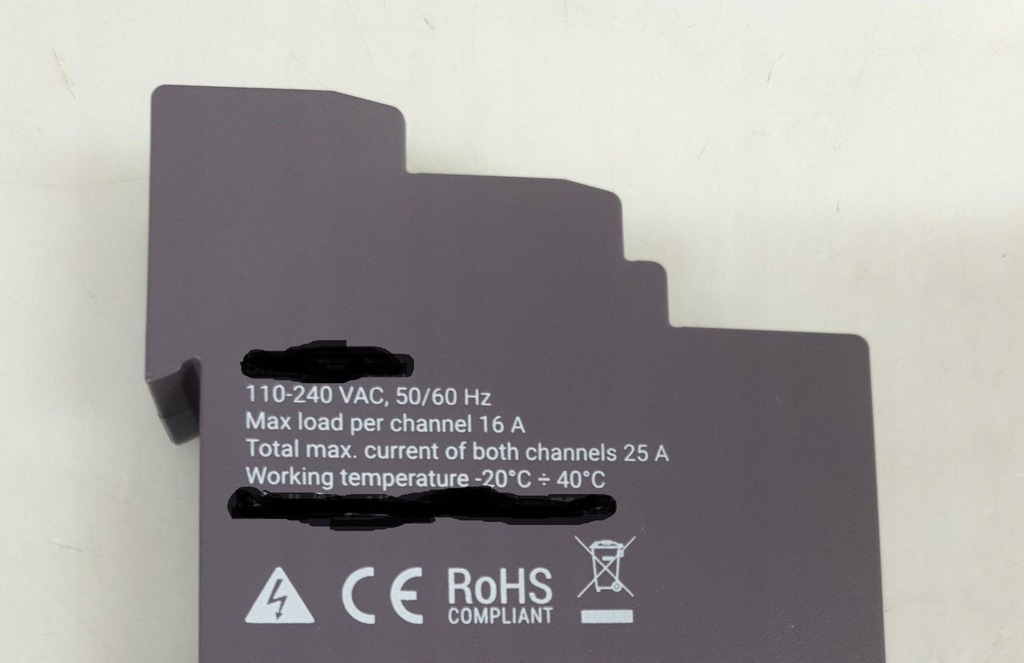 110-240 VAC, 50/60 Hz
Max load per channel 16 A
Total max. current of both channels 25 A
Working temperature -20°C ÷ 40°C
CE
RoHS
COMPLIANT